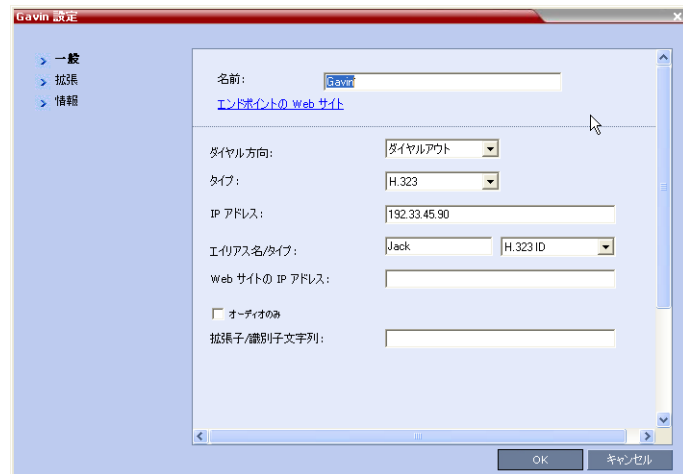 Gavin 設定
一般
拡張
情報
名前: Gavin
エンドポイントの Web サイト
ダイヤル方向: ダイヤルアウト
タイプ: H.323
IP アドレス: 192.33.45.90
エイリアス名/タイプ: Jack H.323 ID
Web サイトの IP アドレス:
オーディオのみ
拡張子/識別子文字列:
OK キャンセル